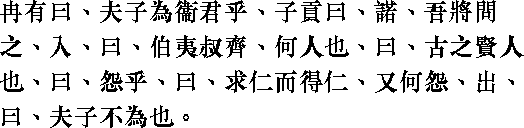 冉有曰、夫子為衞君乎、子貢曰、諾、吾將問
之、入、曰、伯夷叔齊、何人也、曰、古之賢人
也、曰、怨乎、曰、求仁而得仁、又何怨、出、
曰、夫子不為也。